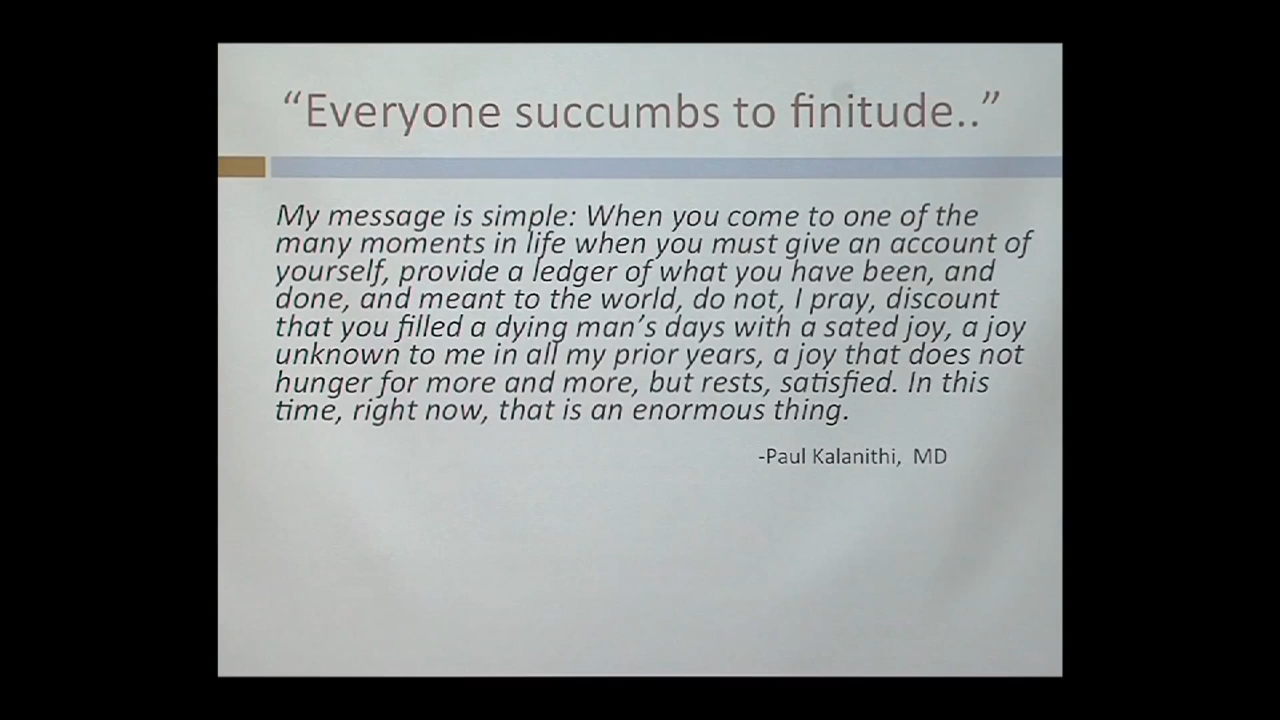 “Everyone succumbs to finitude..”
My message is simple: When you come to one of the
many moments in life when you must give an account of
yourself, provide a ledger of what you have been, and
done, and meant to the world, do not, I pray, discount
that you filled a dying man’s days with a sated joy, a joy
unknown to me in all my prior years, a joy that does not
hunger for more and more, but rests, satisfied. In this
time, right now, that is an enormous thing.
-Paul Kalanithi, MD